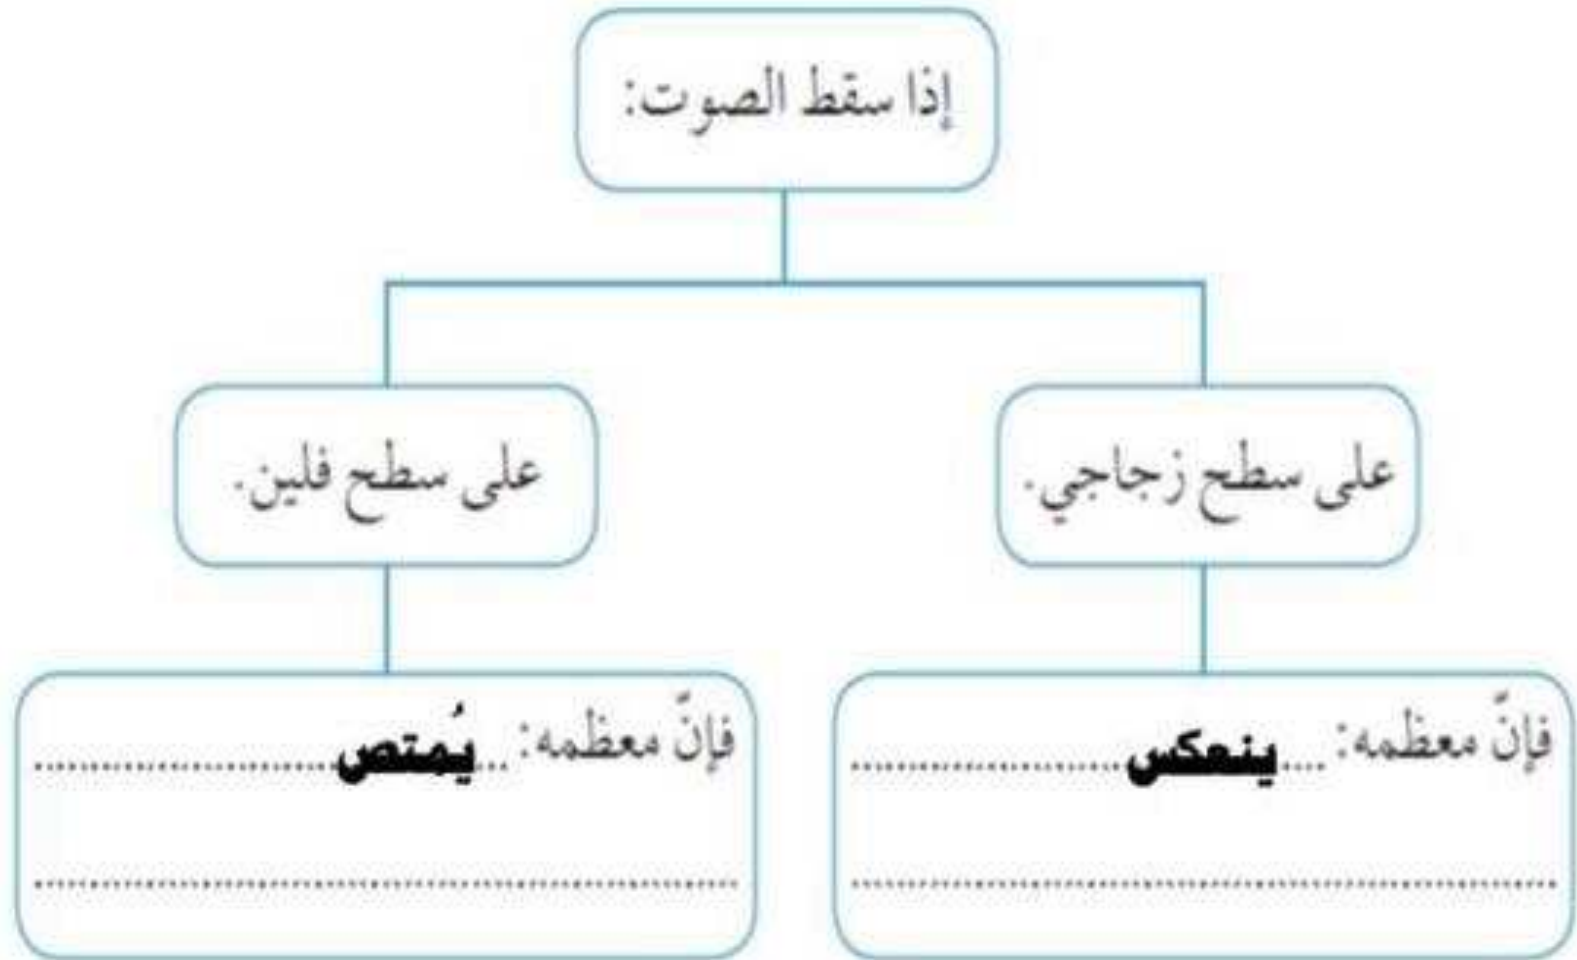 إذا سقط الصوت:
على سطح زجاجي.
على سطح فلين.
فإنّ معظمه: ينعكس
فإنّ معظمه: يُمتص